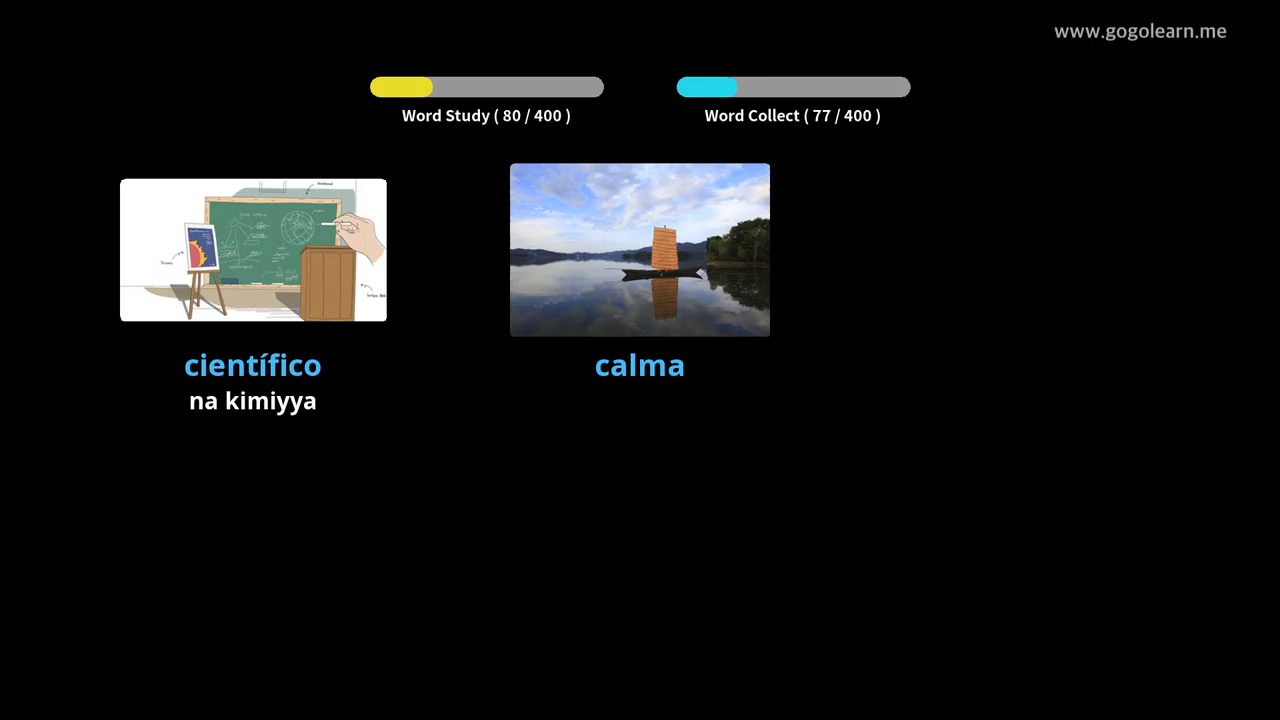 www.gogolearn.me
Word Study ( 80 / 400 )
Word Collect ( 77 / 400 )
científico
na kimiyya
calma